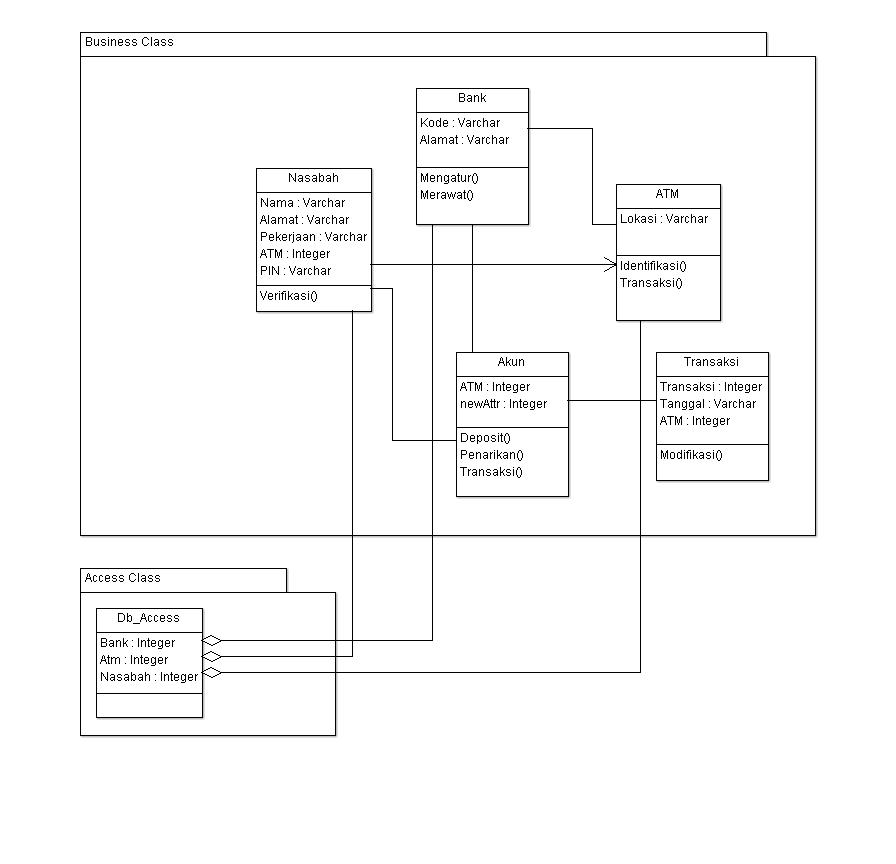 Business Class
Bank
Kode : Varchar
Alamat : Varchar
Mengatur()
Merawat()
Nasabah
Nama : Varchar
Alamat : Varchar
Pekerjaan : Varchar
ATM : Integer
PIN : Varchar
Verifikasi()
ATM
Lokasi : Varchar
Identifikasi()
Transaksi()
Akun
ATM : Integer
newAttr : Integer
Deposit()
Penarikan()
Transaksi()
Transaksi
Transaksi : Integer
Tanggal : Varchar
ATM : Integer
Modifikasi()
Access Class
Db_Access
Bank : Integer
Atm : Integer
Nasabah : Integer